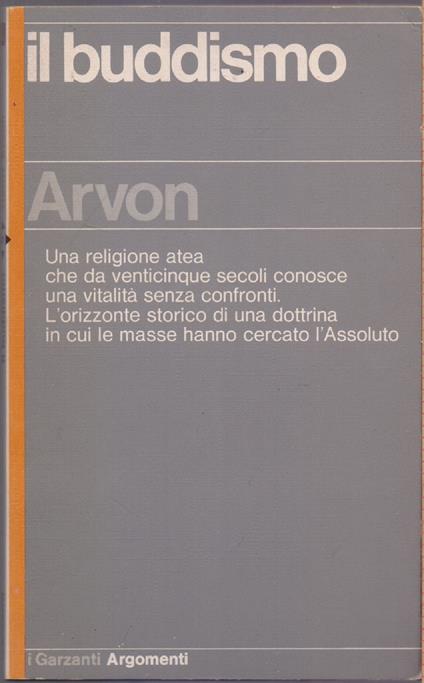 il buddismo
Arvon
Una religione atea
che da venticinque secoli conosce
una vitalità senza confronti.
L'orizzonte storico di una dottrina
in cui le masse hanno cercato l'Assoluto
i Garzanti Argomenti